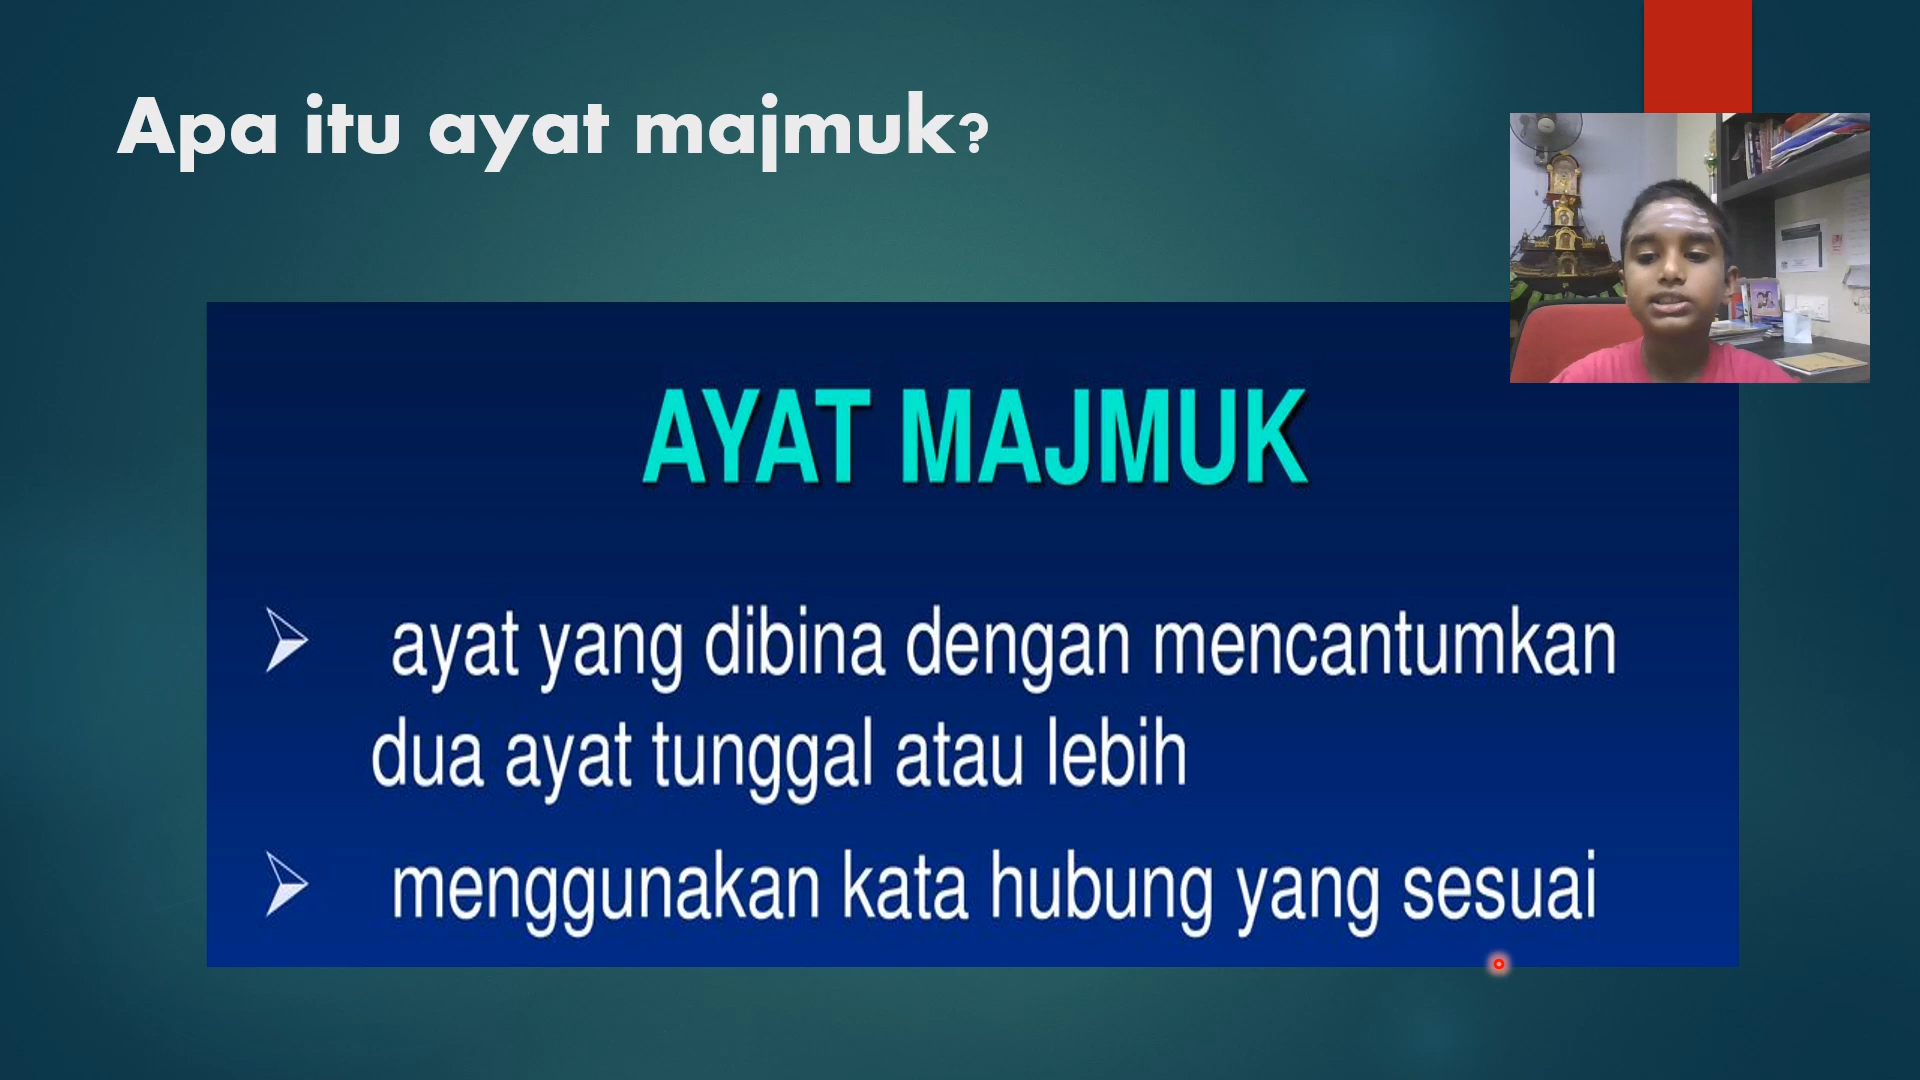 Apa itu ayat majmuk?
AYAT MAJMUK
ayat yang dibina dengan mencantumkan
dua ayat tunggal atau lebih
menggunakan kata hubung yang sesuai